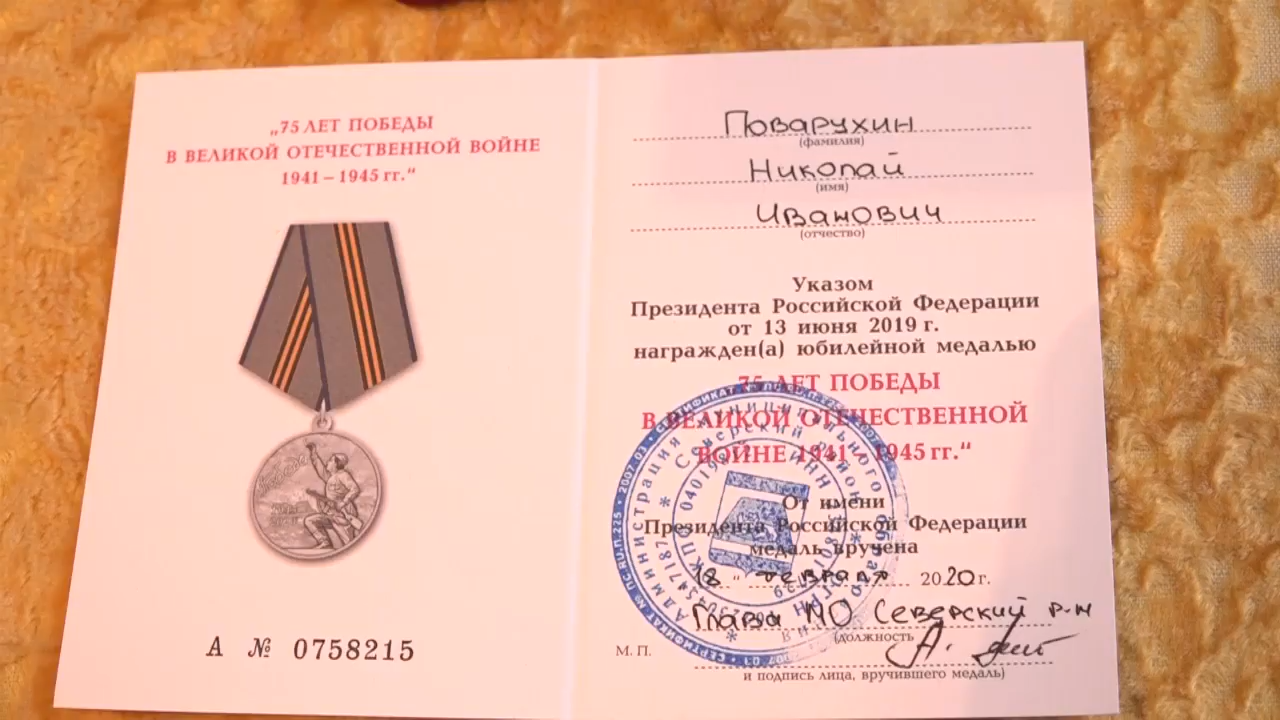 „75 ЛЕТ ПОБЕДЫ
В ВЕЛИКОЙ ОТЕЧЕСТВЕННОЙ ВОЙНЕ
1941 – 1945 гг.“
А № 0758215
Поварухин
(фамилия)
Николай
(имя)
Иванович
(отчество)
Указом
Президента Российской Федерации
от 13 июня 2019 г.
награжден(а) юбилейной медалью
75 ЛЕТ ПОБЕДЫ
В ВЕЛИКОЙ ОТЕЧЕСТВЕННОЙ
ВОЙНЕ 1941 – 1945 гг.“
От имени
Президента Российской Федерации
медаль вручена
18 “ февраля 2020 г.
Глава МО Северский р-н
(должность
М. П.
и подпись лица, вручившего медаль)